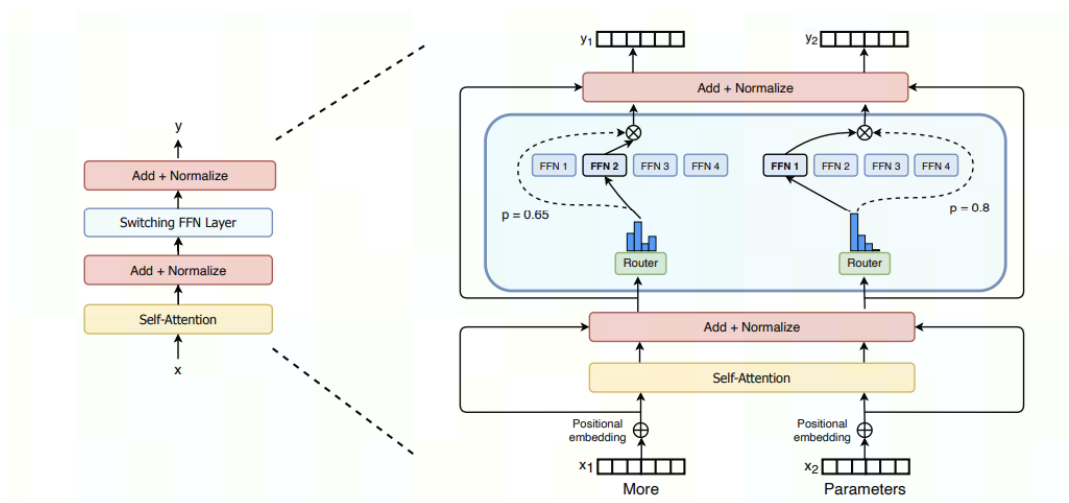 y
Add + Normalize
Switching FFN Layer
Add + Normalize
Self-Attention
x
y1
y2
Add + Normalize
FFN 1
FFN 2
FFN 3
FFN 4
FFN 1
FFN 2
FFN 3
FFN 4
p = 0.65
p = 0.8
Router
Router
Add + Normalize
Self-Attention
Positional
embedding
Positional
embedding
x1
x2
More
Parameters